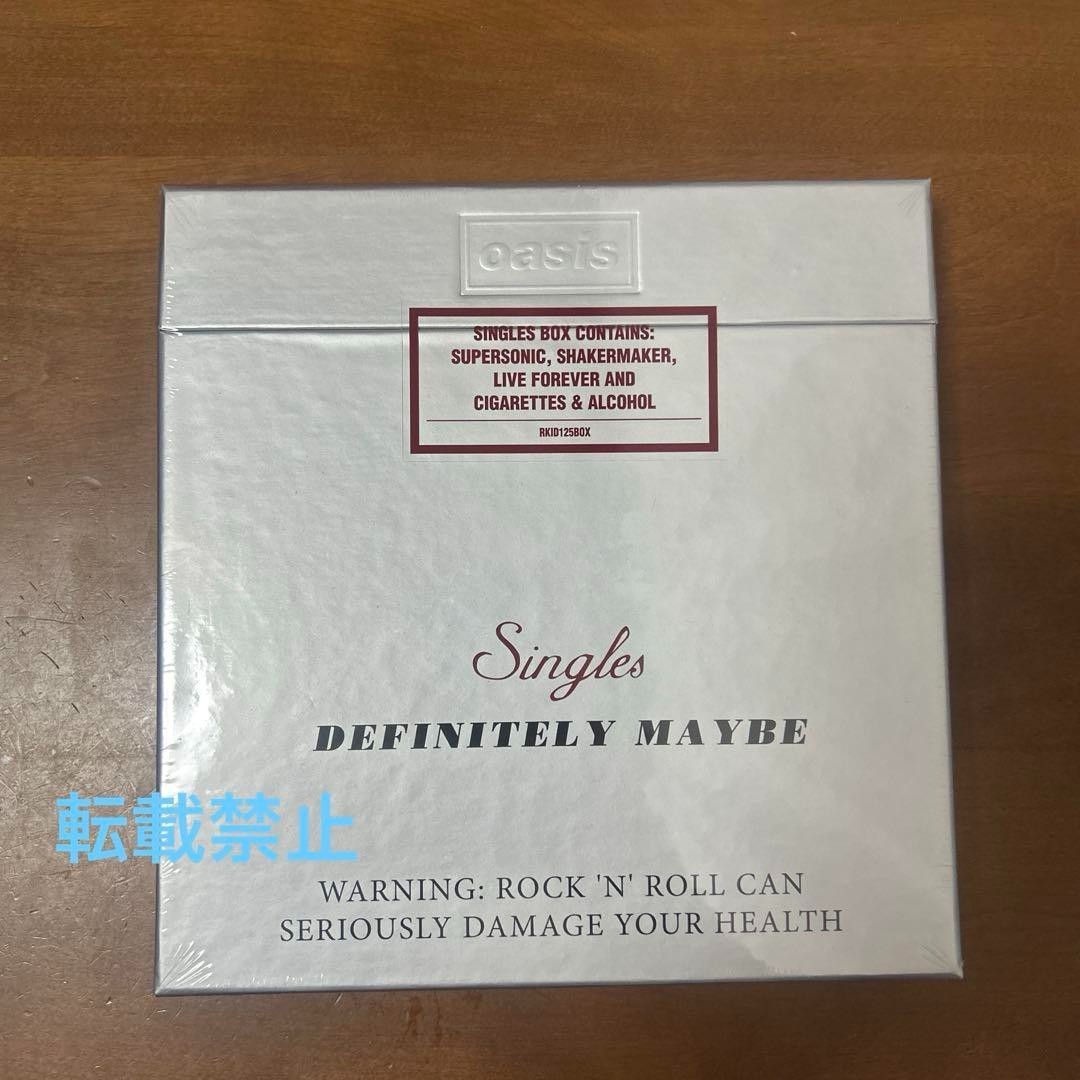 oasis
SINGLES BOX CONTAINS:
SUPERSONIC, SHAKERMAKER,
LIVE FOREVER AND
CIGARETTES & ALCOHOL
RKID125BOX
Singles
DEFINITELY MAYBE
転載禁止
WARNING: ROCK 'N' ROLL CAN
SERIOUSLY DAMAGE YOUR HEALTH